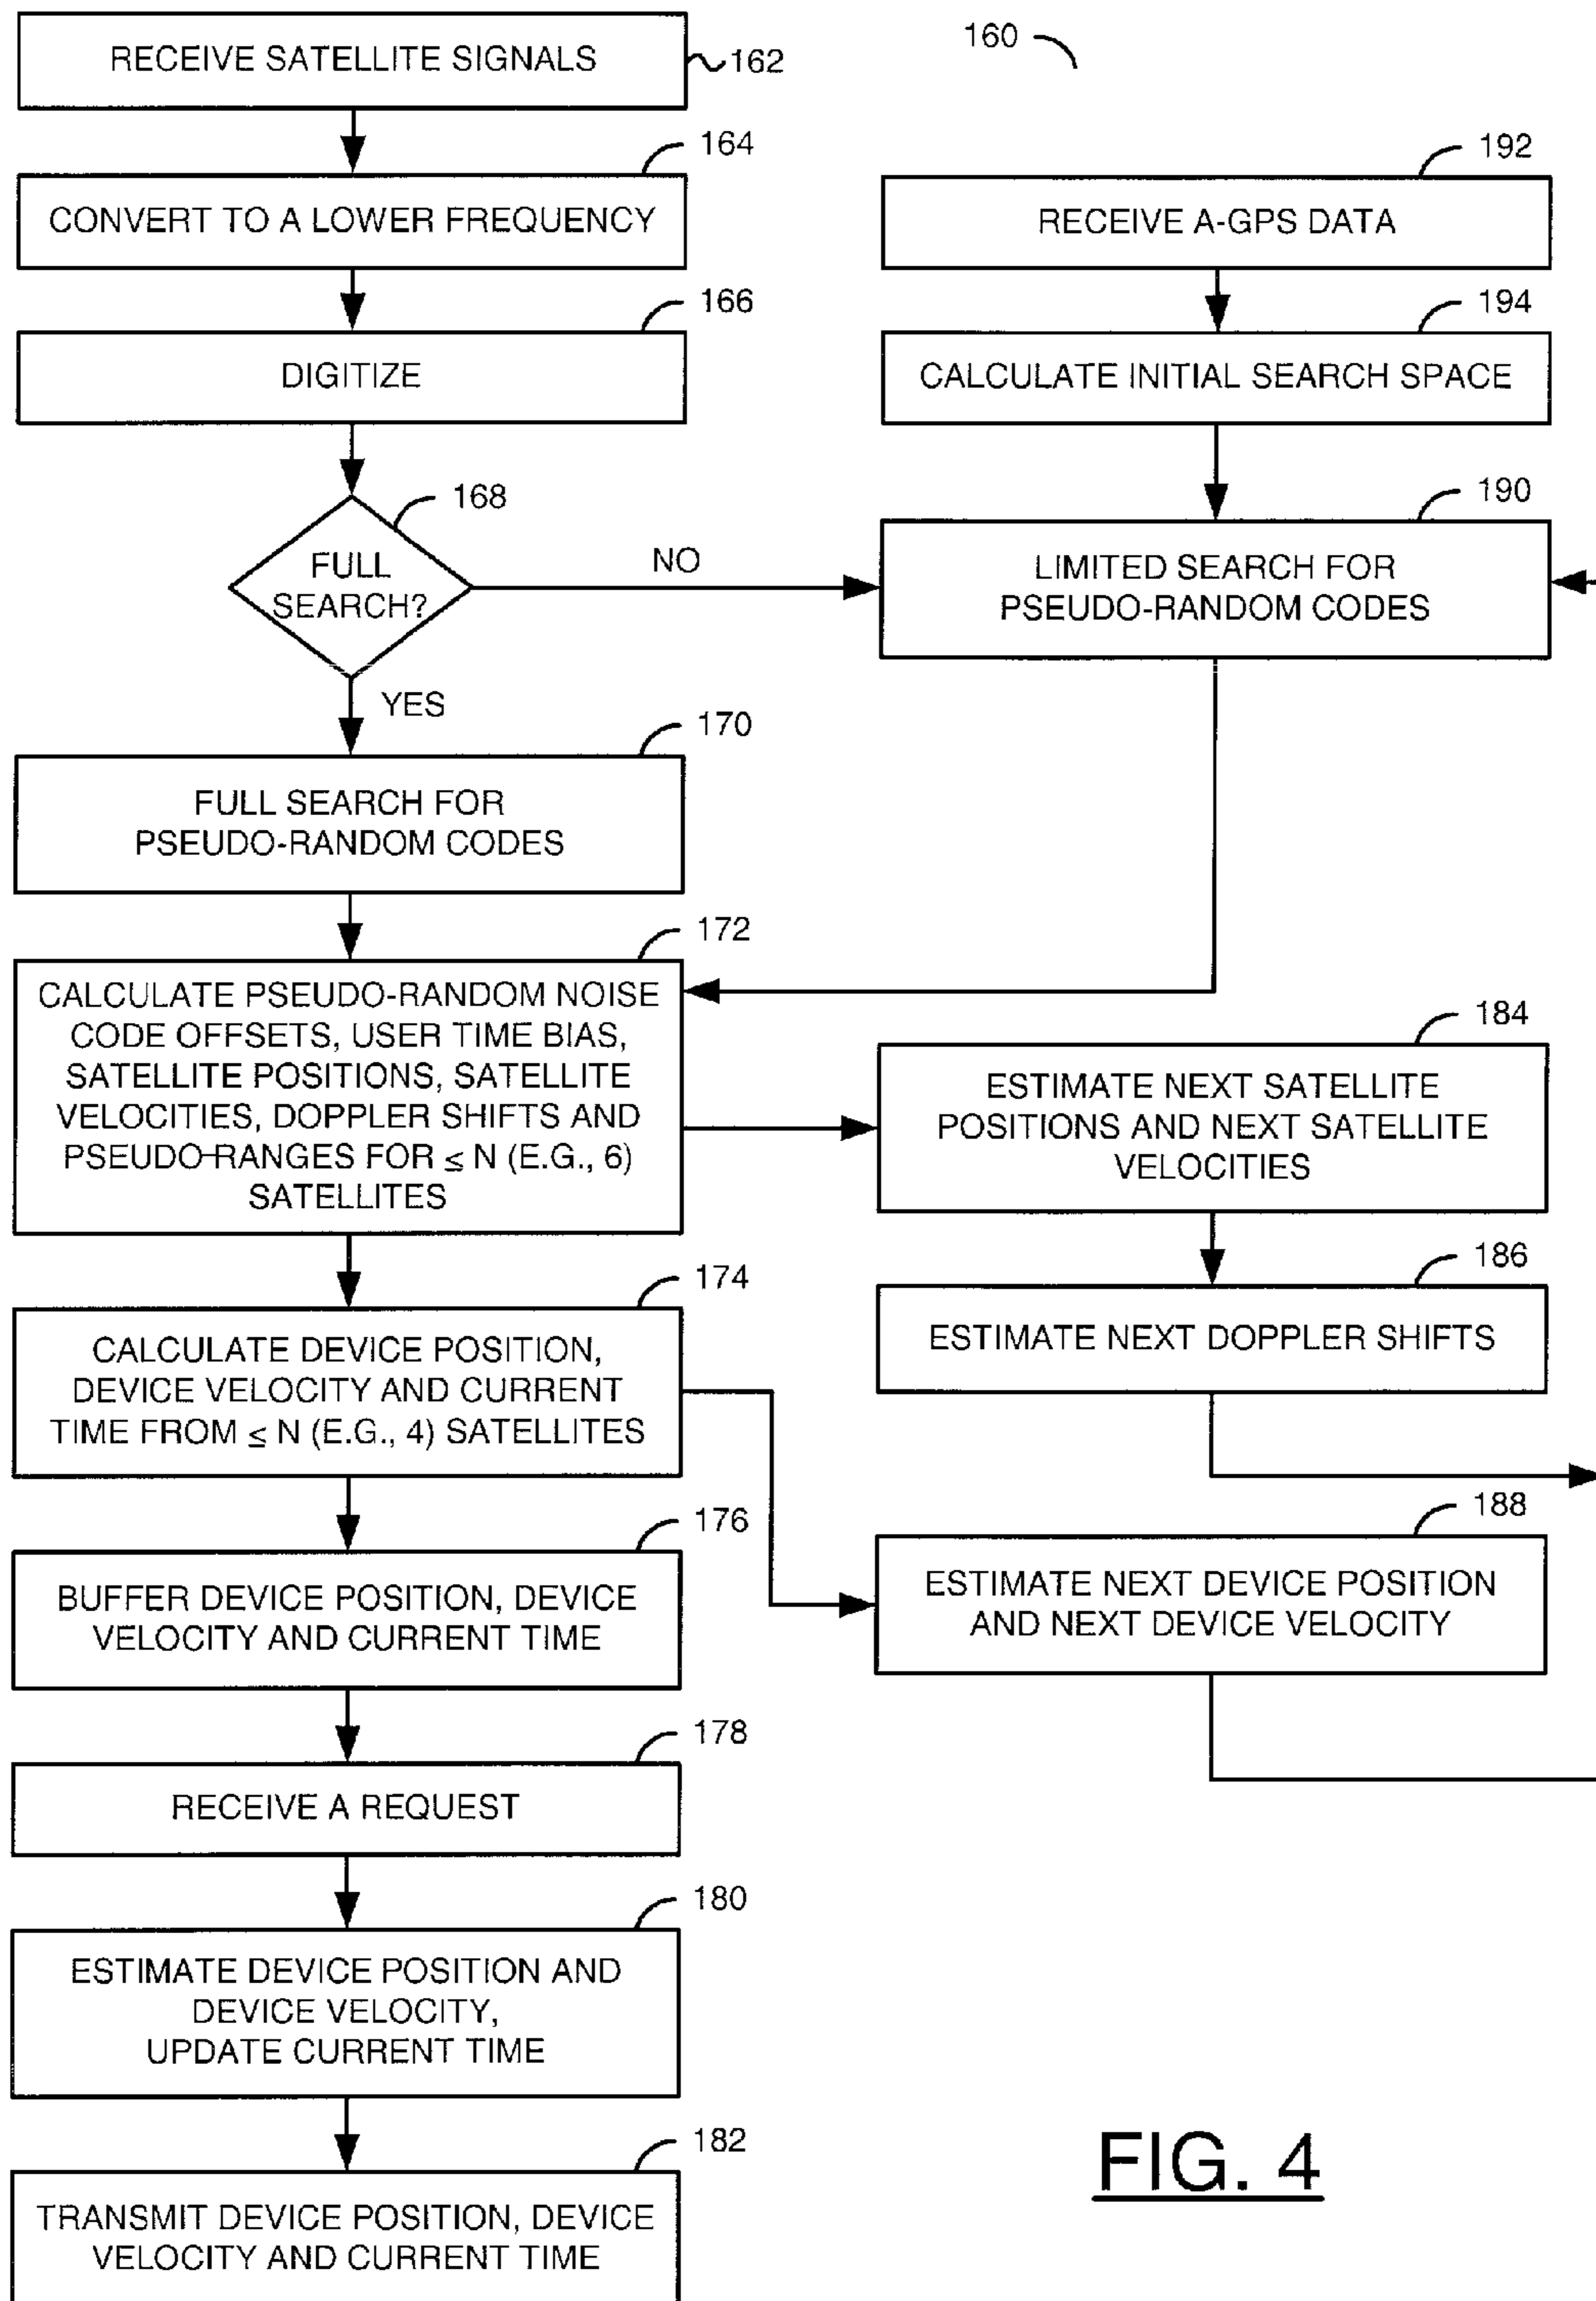 RECEIVE SATELLITE SIGNALS
162
160
164
CONVERT TO A LOWER FREQUENCY
192
RECEIVE A-GPS DATA
166
DIGITIZE
194
CALCULATE INITIAL SEARCH SPACE
168
FULL
SEARCH?
NO
190
LIMITED SEARCH FOR
PSEUDO-RANDOM CODES
YES
170
FULL SEARCH FOR
PSEUDO-RANDOM CODES
172
CALCULATE PSEUDO-RANDOM NOISE
CODE OFFSETS, USER TIME BIAS,
SATELLITE POSITIONS, SATELLITE
VELOCITIES, DOPPLER SHIFTS AND
PSEUDO-RANGES FOR ≤ N (E.G., 6)
SATELLITES
184
ESTIMATE NEXT SATELLITE
POSITIONS AND NEXT SATELLITE
VELOCITIES
186
ESTIMATE NEXT DOPPLER SHIFTS
174
CALCULATE DEVICE POSITION,
DEVICE VELOCITY AND CURRENT
TIME FROM ≤ N (E.G., 4) SATELLITES
188
ESTIMATE NEXT DEVICE POSITION
AND NEXT DEVICE VELOCITY
176
BUFFER DEVICE POSITION, DEVICE
VELOCITY AND CURRENT TIME
178
RECEIVE A REQUEST
180
ESTIMATE DEVICE POSITION AND
DEVICE VELOCITY,
UPDATE CURRENT TIME
182
TRANSMIT DEVICE POSITION, DEVICE
VELOCITY AND CURRENT TIME
FIG. 4